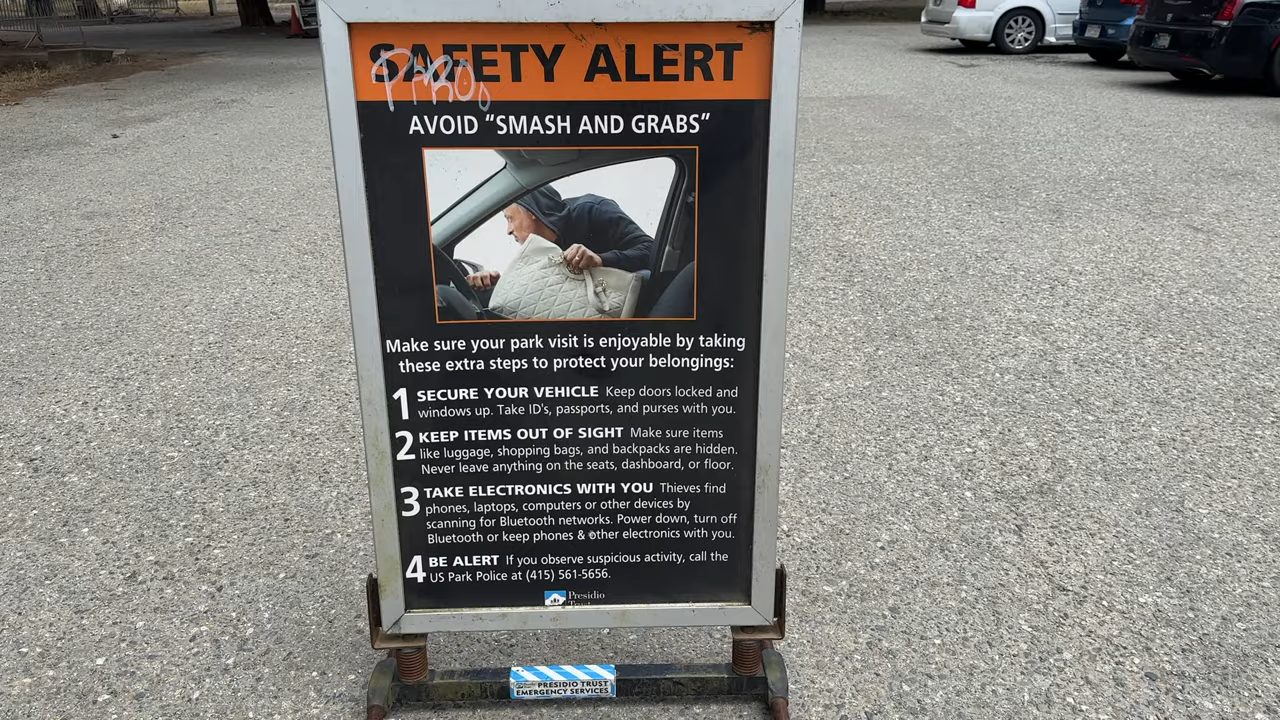 SAFETY ALERT
AVOID "SMASH AND GRABS"
Make sure your park visit is enjoyable by taking
these extra steps to protect your belongings:
1 SECURE YOUR VEHICLE Keep doors locked and
windows up. Take ID's, passports, and purses with you.
2 KEEP ITEMS OUT OF SIGHT Make sure items
like luggage, shopping bags, and backpacks are hidden.
Never leave anything on the seats, dashboard, or floor.
3 TAKE ELECTRONICS WITH YOU Thieves find
phones, laptops, computers or other devices by
scanning for Bluetooth networks. Power down, turn off
Bluetooth or keep phones & other electronics with you.
4 BE ALERT If you observe suspicious activity, call the
US Park Police at (415) 561-5656.
Presidio
Trust
PRESIDIO TRUST
EMERGENCY SERVICES